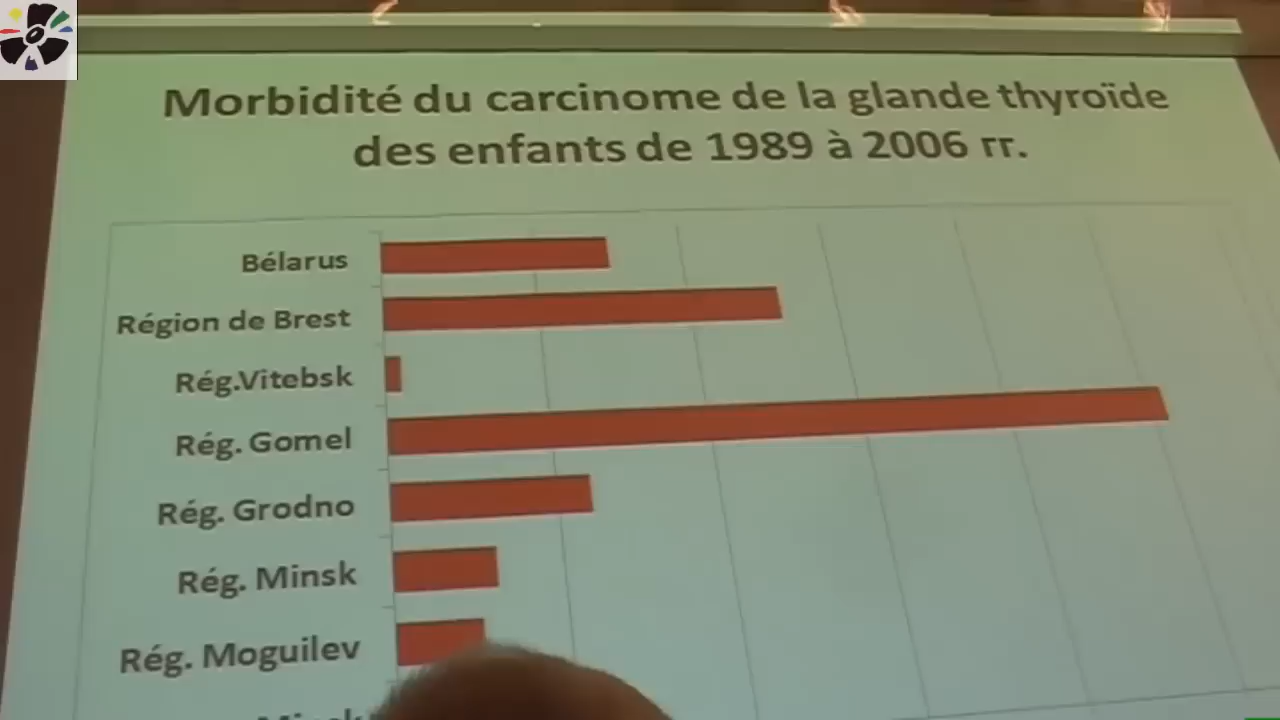 Morbidité du carcinome de la glande thyroïde
des enfants de 1989 à 2006 гг.
Bélarus
Région de Brest
Rég.Vitebsk
Rég. Gomel
Rég. Grodno
Rég. Minsk
Rég. Moguilev